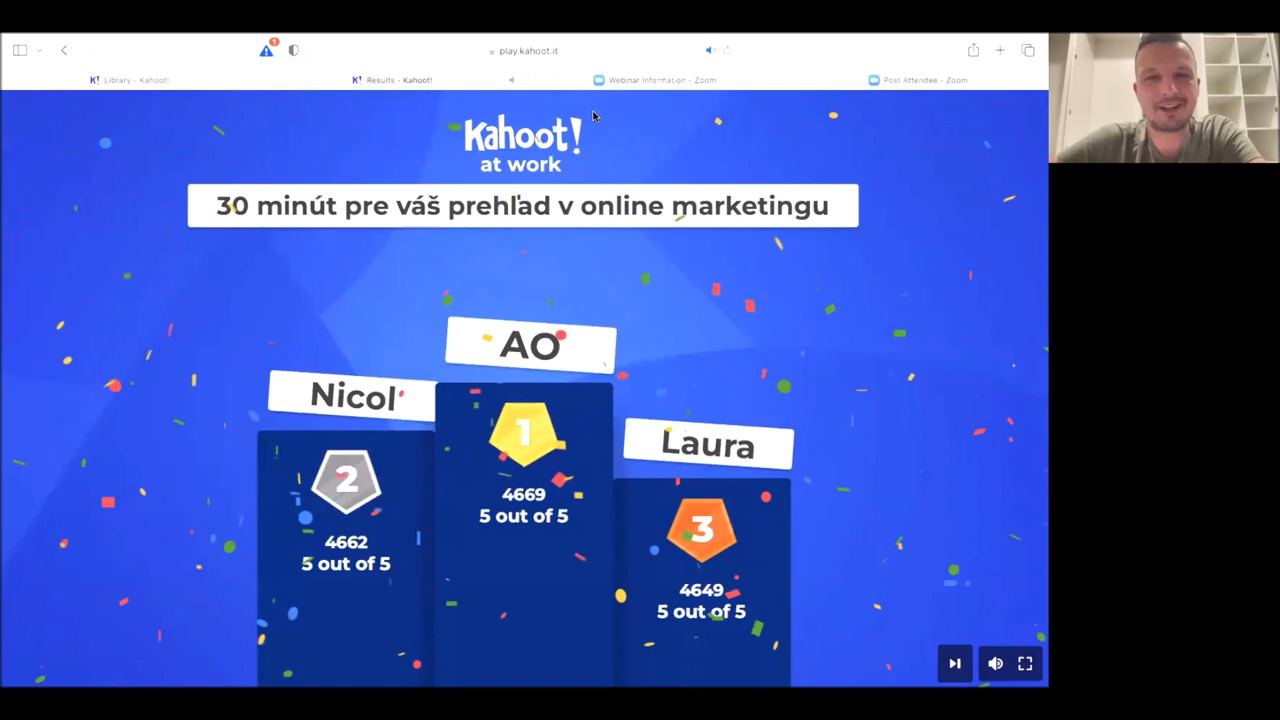 play.kahoot.it
K! Library - Kahoot!
K! Results - Kahoot!
Webinar Information - Zoom
Post Attendee - Zoom
Kahoot!
at work
30 minút pre váš prehľad v online marketingu
AO
Nicol
Laura
1
4669
5 out of 5
2
4662
5 out of 5
3
4649
5 out of 5